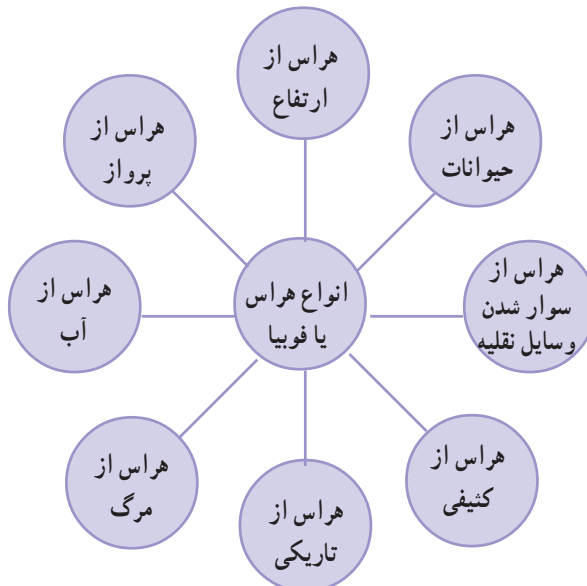 هراس از
ارتفاع
هراس از
حیوانات
هراس از
سوار شدن
وسایل نقلیه
هراس از
کثیفی
هراس از
تاریکی
هراس از
مرگ
هراس از
آب
هراس از
پرواز
انواع هراس
یا فوبیا